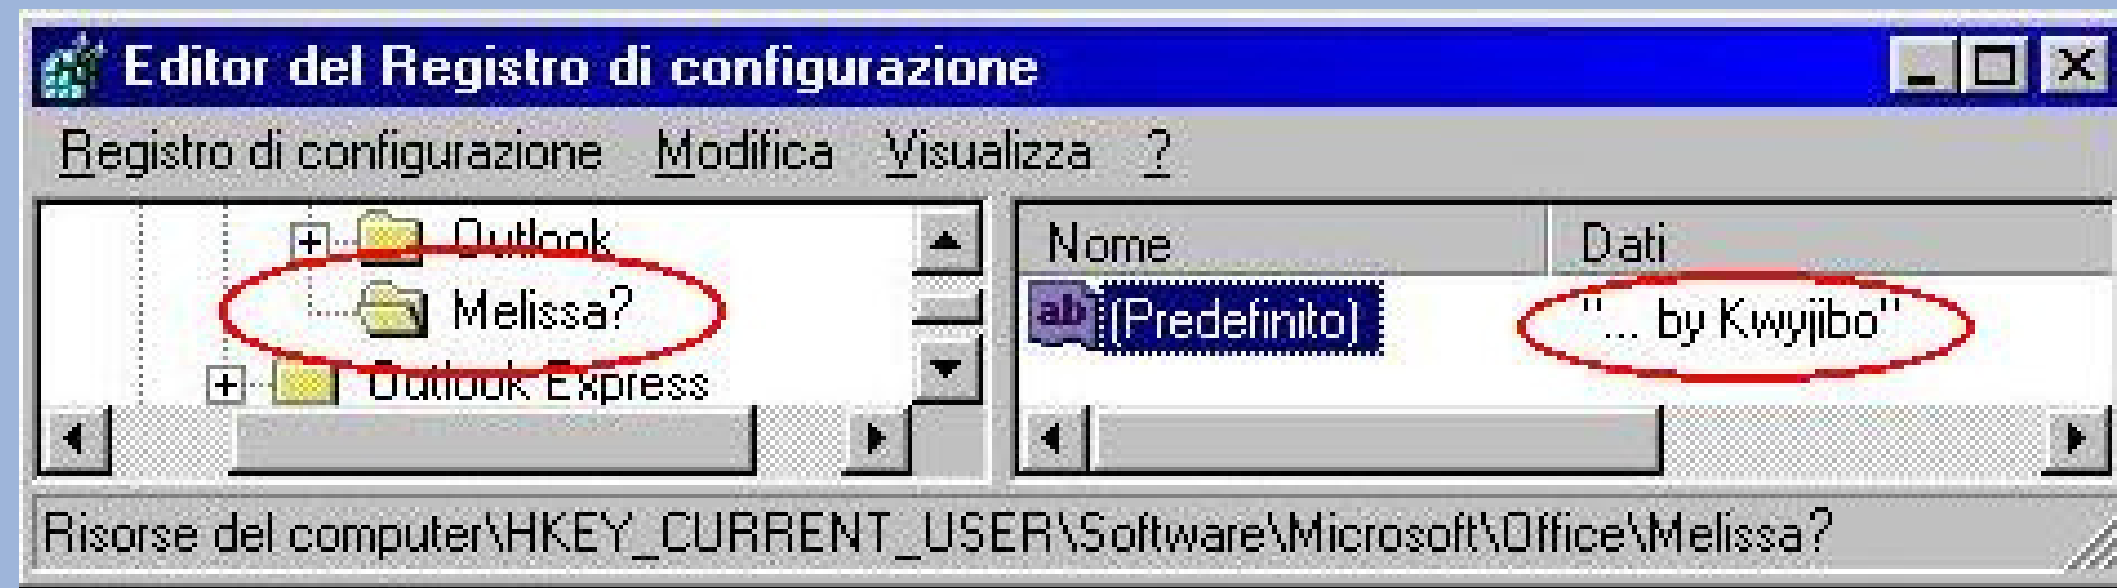 Editor del Registro di configurazione
Registro di configurazione Modifica Visualizza ?
Outlook
Melissa?
Outlook Express
Nome Dati
ab (Predefinito) "... by Kwyjibo"
Risorse del computer\HKEY_CURRENT_USER\Software\Microsoft\Office\Melissa?